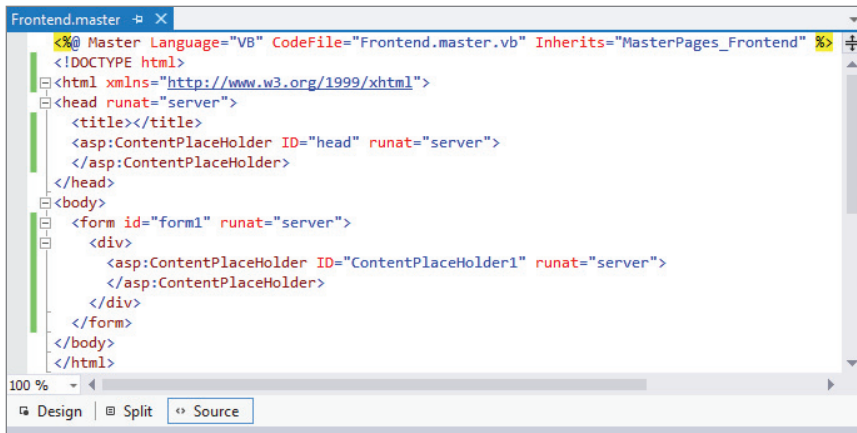 Frontend.master
<%@ Master Language="VB" CodeFile="Frontend.master.vb" Inherits="MasterPages_Frontend" %>
<!DOCTYPE html>
<html xmlns="http://www.w3.org/1999/xhtml">
<head runat="server">
<title></title>
<asp:ContentPlaceHolder ID="head" runat="server">
</asp:ContentPlaceHolder>
</head>
<body>
<form id="form1" runat="server">
<div>
<asp:ContentPlaceHolder ID="ContentPlaceHolder1" runat="server">
</asp:ContentPlaceHolder>
</div>
</form>
</body>
</html>
100 %
Design Split Source